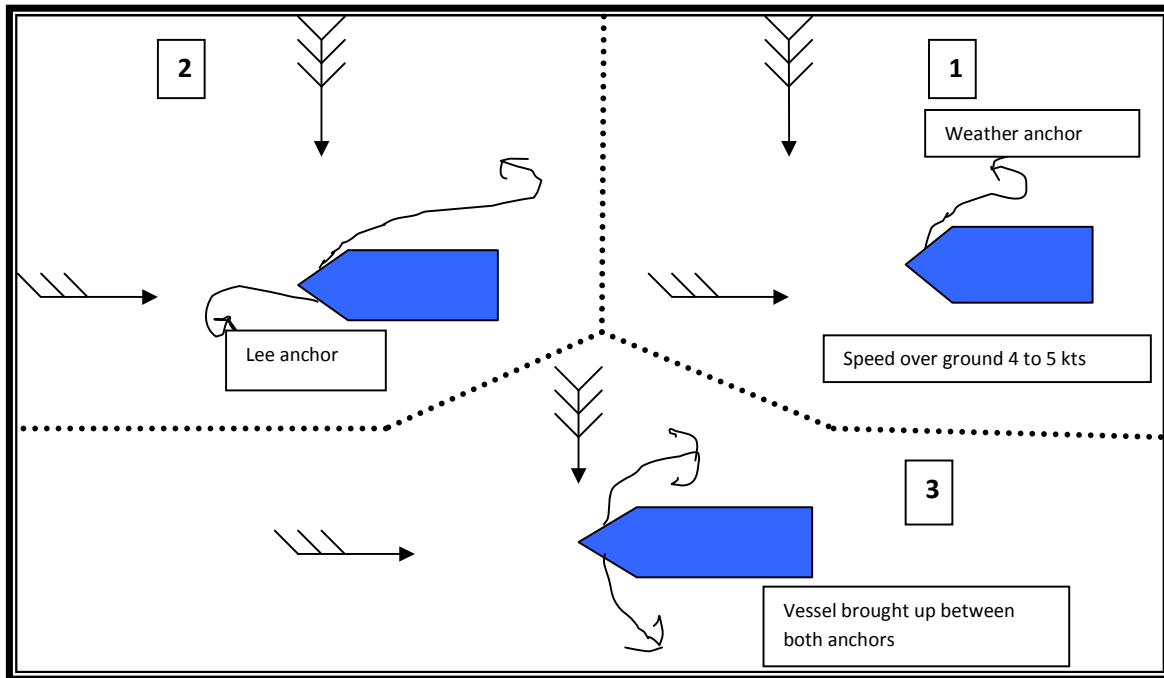 2
1
Weather anchor
Lee anchor
Speed over ground 4 to 5 kts
3
Vessel brought up between
both anchors